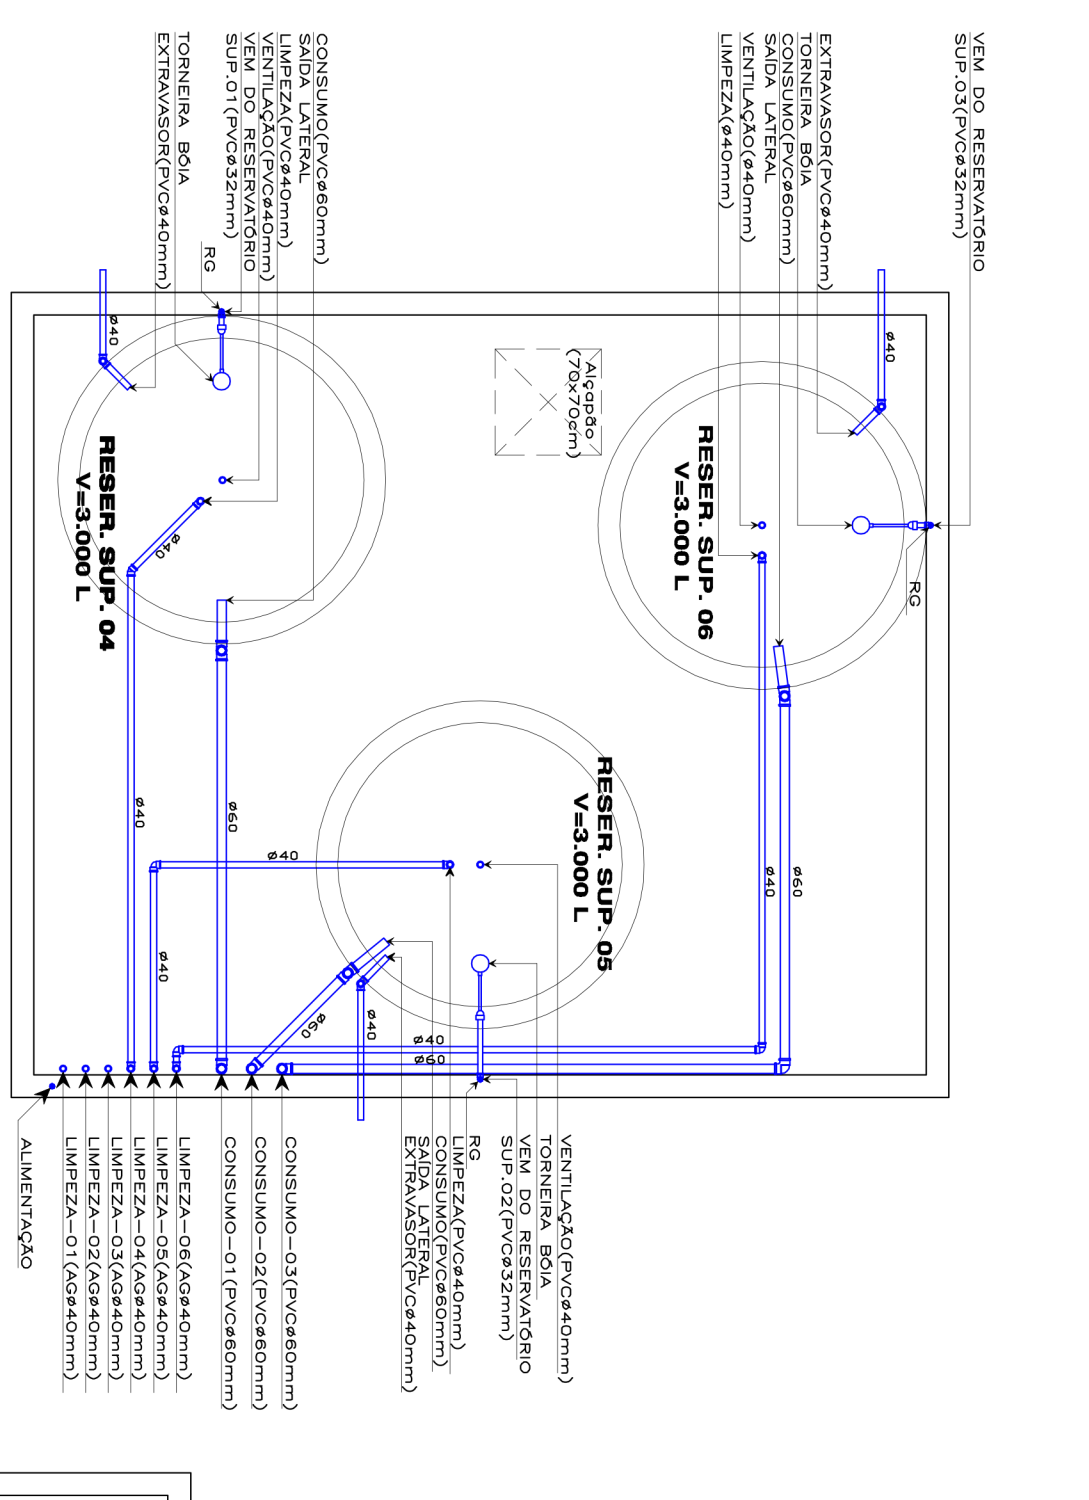 VEM DO RESERVATÓRIO
SUP.03(PVCø32mm)
EXTRAVASOR(PVCø40mm)
TORNEIRA BÓIA
CONSUMO(PVCø60mm)
SAÍDA LATERAL
VENTILAÇÃO(ø40mm)
LIMPEZA(ø40mm)
CONSUMO(PVCø60mm)
SAÍDA LATERAL
LIMPEZA(PVCø40mm)
VENTILAÇÃO(PVCø40mm)
VEM DO RESERVATÓRIO
SUP.01(PVCø32mm)
RG
TORNEIRA BÓIA
EXTRAVASOR(PVCø40mm)
ø40
RG
RESER. SUP. 06
V=3.000 L
Alçapão
(70x70cm)
ø40
RESER. SUP. 04
V=3.000 L
ø40
RESER. SUP. 05
V=3.000 L
ø60
ø40
ø60
ø40
ø40
ø40
ø60
ø40
ø40
ø60
VENTILAÇÃO(PVCø40mm)
TORNEIRA BÓIA
VEM DO RESERVATÓRIO
SUP.02(PVCø32mm)
RG
LIMPEZA(PVCø40mm)
CONSUMO(PVCø60mm)
SAÍDA LATERAL
EXTRAVASOR(PVCø40mm)
CONSUMO-03(PVCø60mm)
CONSUMO-02(PVCø60mm)
CONSUMO-01(PVCø60mm)
LIMPEZA-06(AGø40mm)
LIMPEZA-05(AGø40mm)
LIMPEZA-04(AGø40mm)
LIMPEZA-03(AGø40mm)
LIMPEZA-02(AGø40mm)
LIMPEZA-01(AGø40mm)
ALIMENTAÇÃO